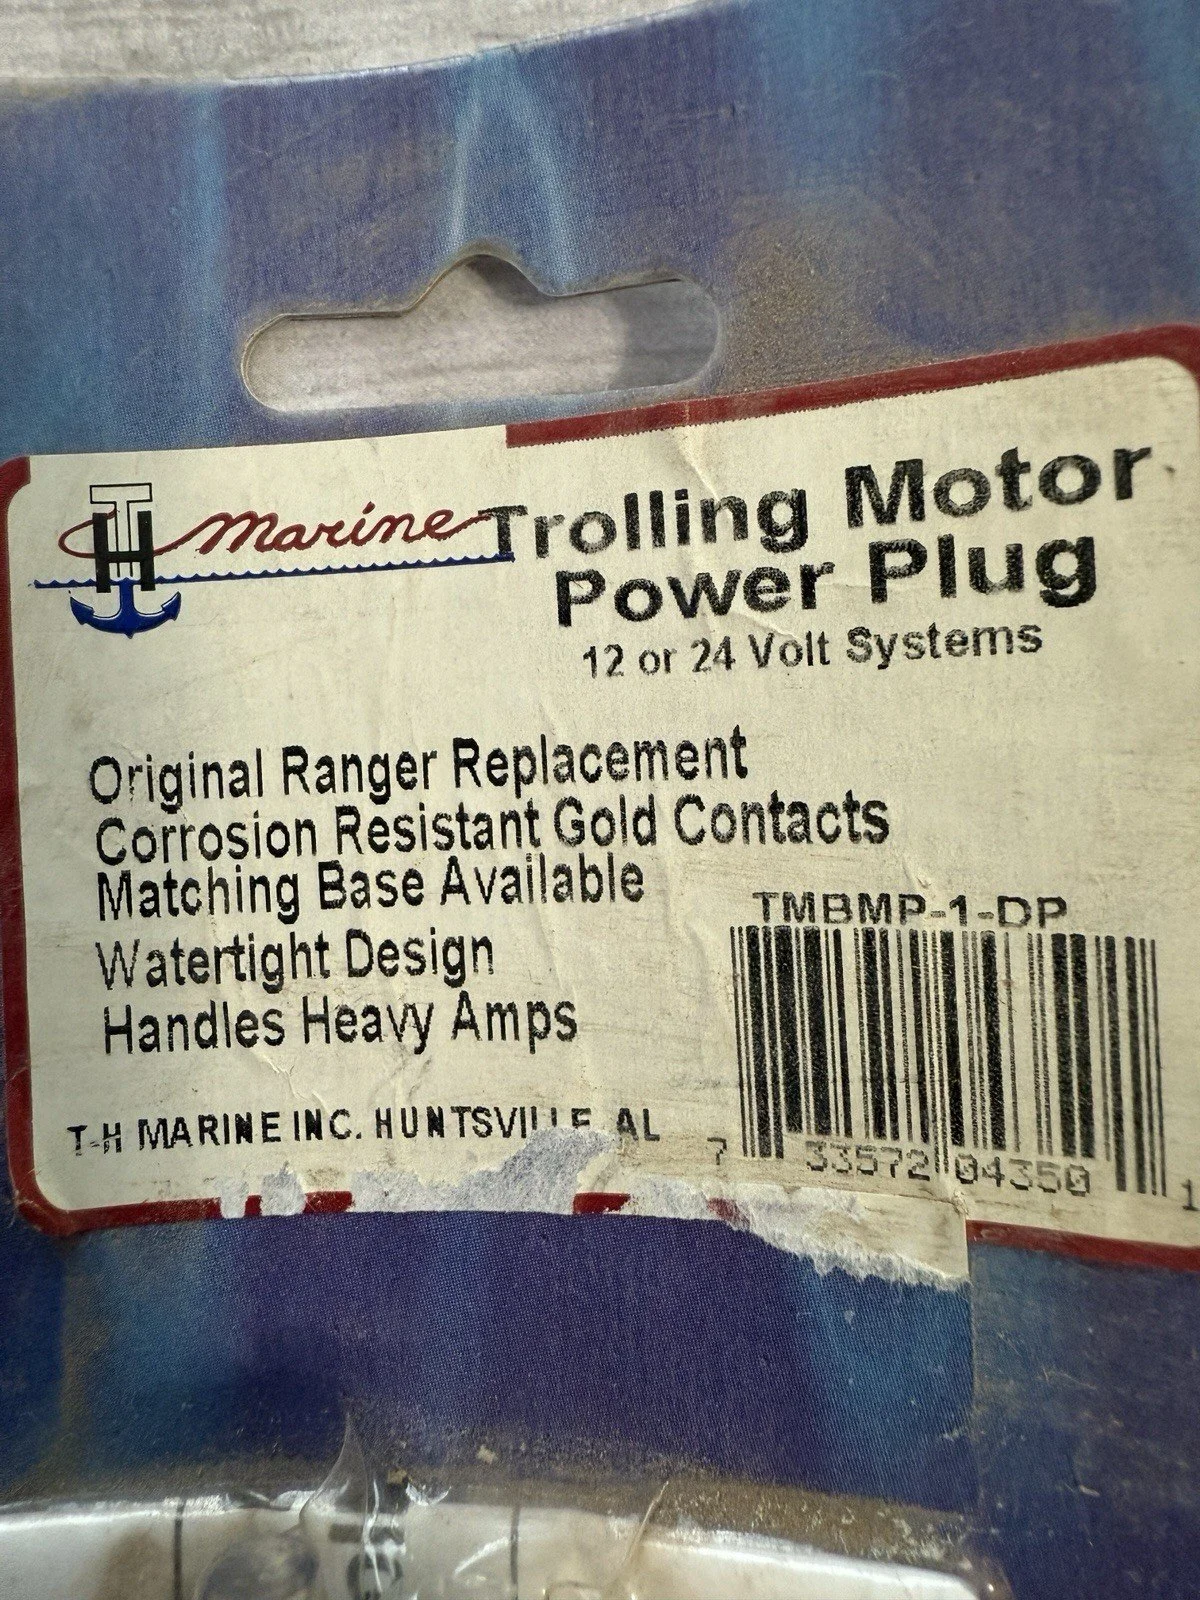 TH Marine
Trolling Motor
Power Plug
12 or 24 Volt Systems
Original Ranger Replacement
Corrosion Resistant Gold Contacts
Matching Base Available
Watertight Design
Handles Heavy Amps
TMBMP-1-DP
T-H MARINE INC. HUNTSVILLE, AL
7 33572 04350 1